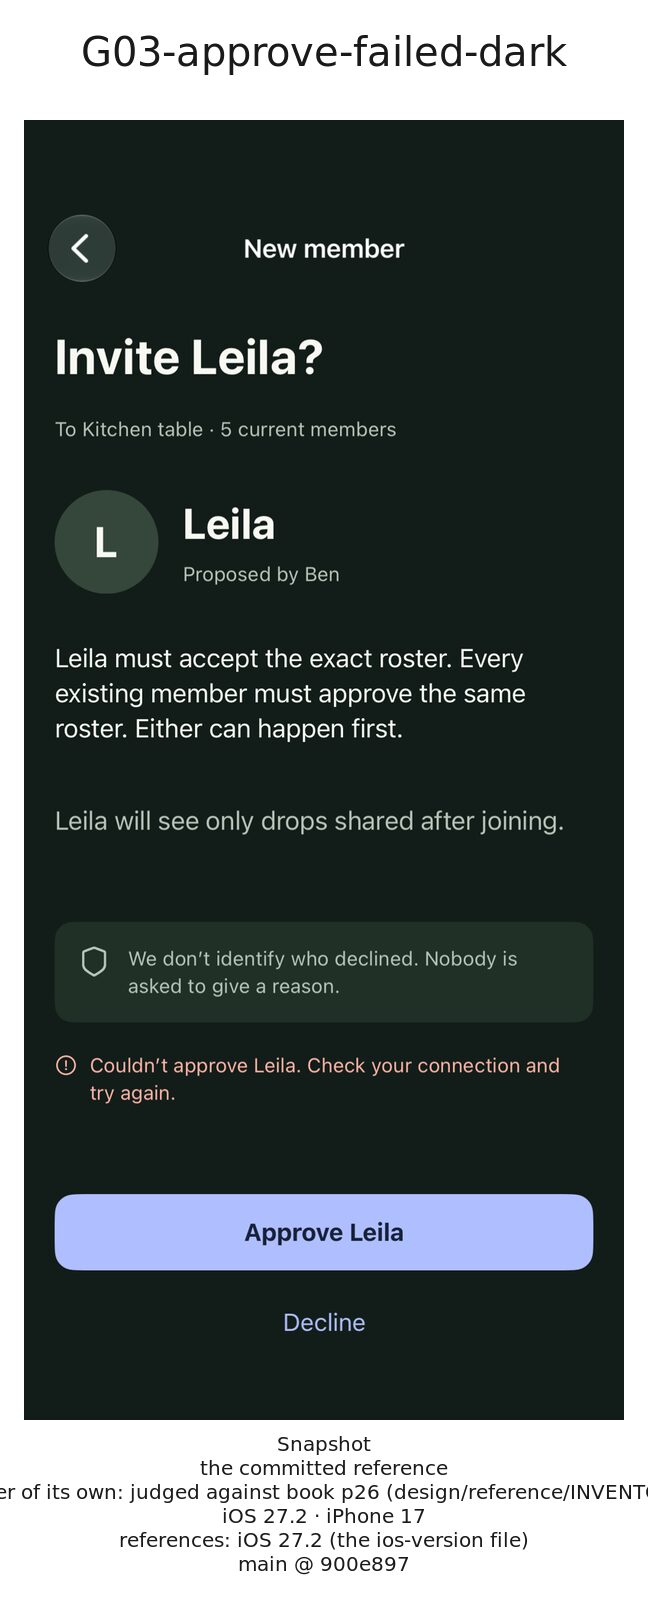 G03-approve-failed-dark
New member
Invite Leila?
To Kitchen table · 5 current members
L
Leila
Proposed by Ben
Leila must accept the exact roster. Every
existing member must approve the same
roster. Either can happen first.
Leila will see only drops shared after joining.
We don’t identify who declined. Nobody is
asked to give a reason.
Couldn’t approve Leila. Check your connection and
try again.
Approve Leila
Decline
Snapshot
the committed reference
of its own: judged against book p26 (design/reference/
iOS 27.2 · iPhone 17
references: iOS 27.2 (the ios-version file)
main @ 900e897